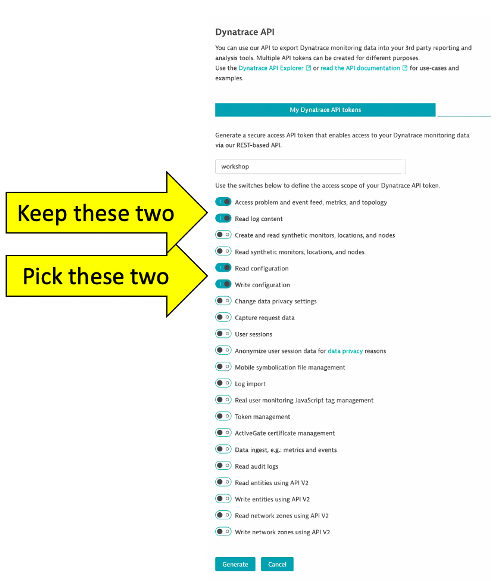 Dynatrace API
You can use our API to export Dynatrace monitoring data into your 3rd party reporting and
analysis tools. Multiple API tokens can be created for different purposes.
Use the Dynatrace API Explorer or read the API documentation for use-cases and
examples.
My Dynatrace API tokens
Generate a secure access API token that enables access to your Dynatrace monitoring data
via our REST-based API.
workshop
Use the switches below to define the access scope of your Dynatrace API token.
Access problem and event feed, metrics, and topology
Keep these two
Read log content
Create and read synthetic monitors, locations, and nodes
Read synthetic monitors, locations, and nodes
Pick these two
Read configuration
Write configuration
Change data privacy settings
Capture request data
User sessions
Anonymize user session data for data privacy reasons
Mobile symbolication file management
Log import
Real user monitoring JavaScript tag management
Token management
ActiveGate certificate management
Data ingest, e.g.: metrics and events
Read audit logs
Read entities using API V2
Write entities using API V2
Read network zones using API V2
Write network zones using API V2
Generate Cancel